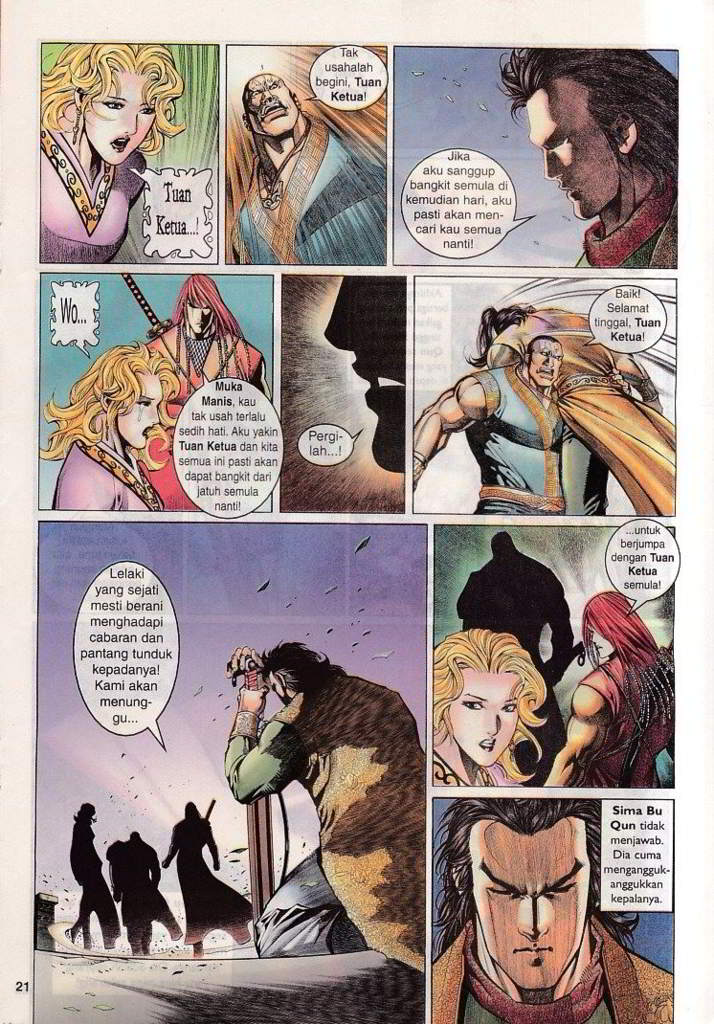 Tuan
Ketua...!
Tak
usahalah
begini, Tuan
Ketua!
Jika
aku sanggup
bangkit semula di
kemudian hari, aku
pasti akan men-
cari kau semua
nanti!
Wo...
Muka
Manis, kau
tak usah terlalu
sedih hati. Aku yakin
Tuan Ketua dan kita
semua ini pasti akan
dapat bangkit dari
jatuh semula
nanti!
Pergi-
lah...!
Baik!
Selamat
tinggal, Tuan
Ketua!
Lelaki
yang sejati
mesti berani
menghadapi
cabaran dan
pantang tunduk
kepadanya!
Kami akan
menung-
gu...
...untuk
berjumpa
dengan Tuan
Ketua
semula!
Sima Bu
Qun tidak
menjawab.
Dia cuma
mengangguk-
anggukkan
kepalanya.
21